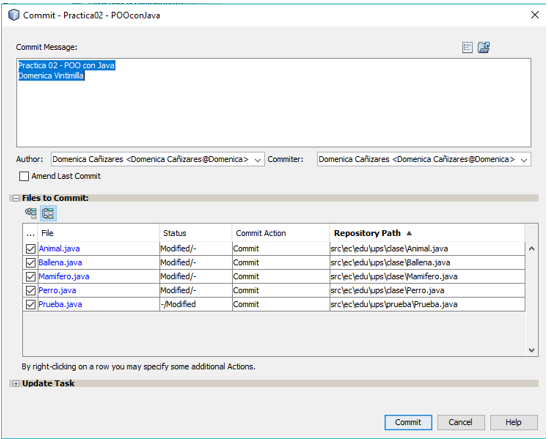 Commit - Practica02 - POOconJava
Commit Message:
Practica 02 - POO con Java
Domenica Vintimilla
Author: Domenica Cañizares <Domenica Cañizares@Domenica> Commiter: Domenica Cañizares <Domenica Cañizares@Domenica>
Amend Last Commit
Files to Commit:
... File Status Commit Action Repository Path
Animal.java Modified/- Commit src\ec\edu\ups\clase\Animal.java
Ballena.java Modified/- Commit src\ec\edu\ups\clase\Ballena.java
Mamifero.java Modified/- Commit src\ec\edu\ups\clase\Mamifero.java
Perro.java Modified/- Commit src\ec\edu\ups\clase\Perro.java
Prueba.java -/Modified Commit src\ec\edu\ups\prueba\Prueba.java
By right-clicking on a row you may specify some additional Actions.
Update Task
Commit Cancel Help